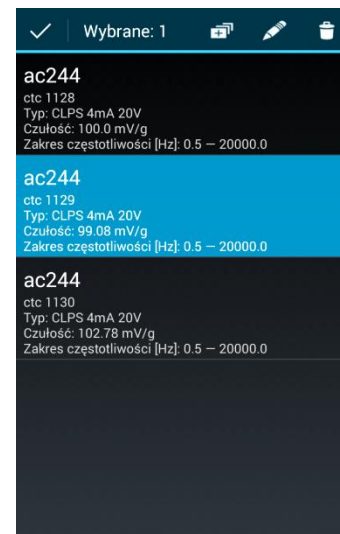 Wybrane: 1
ac244
ctc 1128
Typ: CLPS 4mA 20V
Czułość: 100.0 mV/g
Zakres częstotliwości [Hz]: 0.5 — 20000.0
ac244
ctc 1129
Typ: CLPS 4mA 20V
Czułość: 99.08 mV/g
Zakres częstotliwości [Hz]: 0.5 — 20000.0
ac244
ctc 1130
Typ: CLPS 4mA 20V
Czułość: 102.78 mV/g
Zakres częstotliwości [Hz]: 0.5 — 20000.0